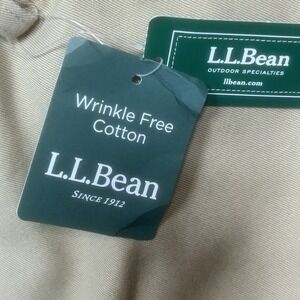 L.L.Bean
OUTDOOR SPECIALTIES
llbean.com
Wrinkle Free
Cotton
L.L.Bean
SINCE 1912